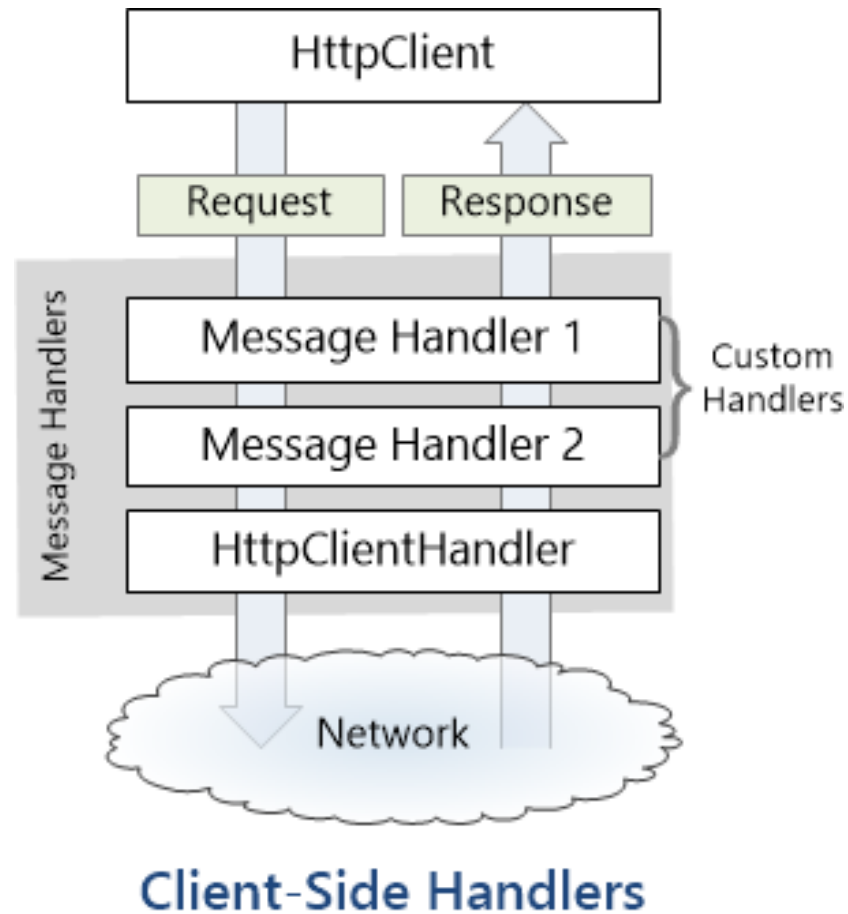 HttpClient
Request
Response
Message Handlers
Message Handler 1
Message Handler 2
Custom
Handlers
HttpClientHandler
Network
Client-Side Handlers